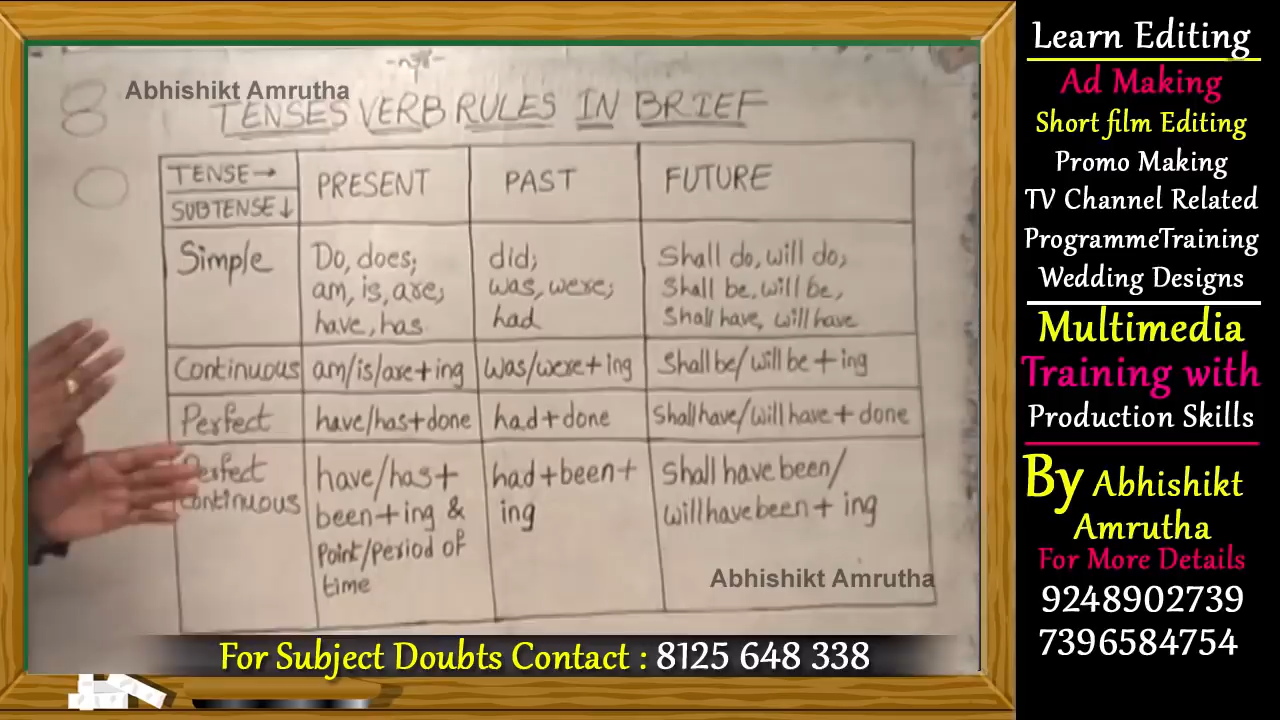 Abhishikt Amrutha
TENSES VERB RULES IN BRIEF
TENSE→ PRESENT PAST FUTURE
SUBTENSE↓
Simple
Do, does;
am, is, are;
have, has
did;
was, were;
had
Shall do, will do;
Shall be, will be,
Shall have, will have
Continuous am/is/are+ing was/were+ing Shall be/will be + ing
Perfect have/has+done had+done Shall have/will have + done
Perfect
continuous
have/has+
been+ing &
point/period of
time
had+been+
ing
Shall have been/
will have been + ing
Abhishikt Amrutha
For Subject Doubts Contact : 8125 648 338
Learn Editing
Ad Making
Short film Editing
Promo Making
TV Channel Related
ProgrammeTraining
Wedding Designs
Multimedia
Training with
Production Skills
By Abhishikt
Amrutha
For More Details
9248902739
7396584754